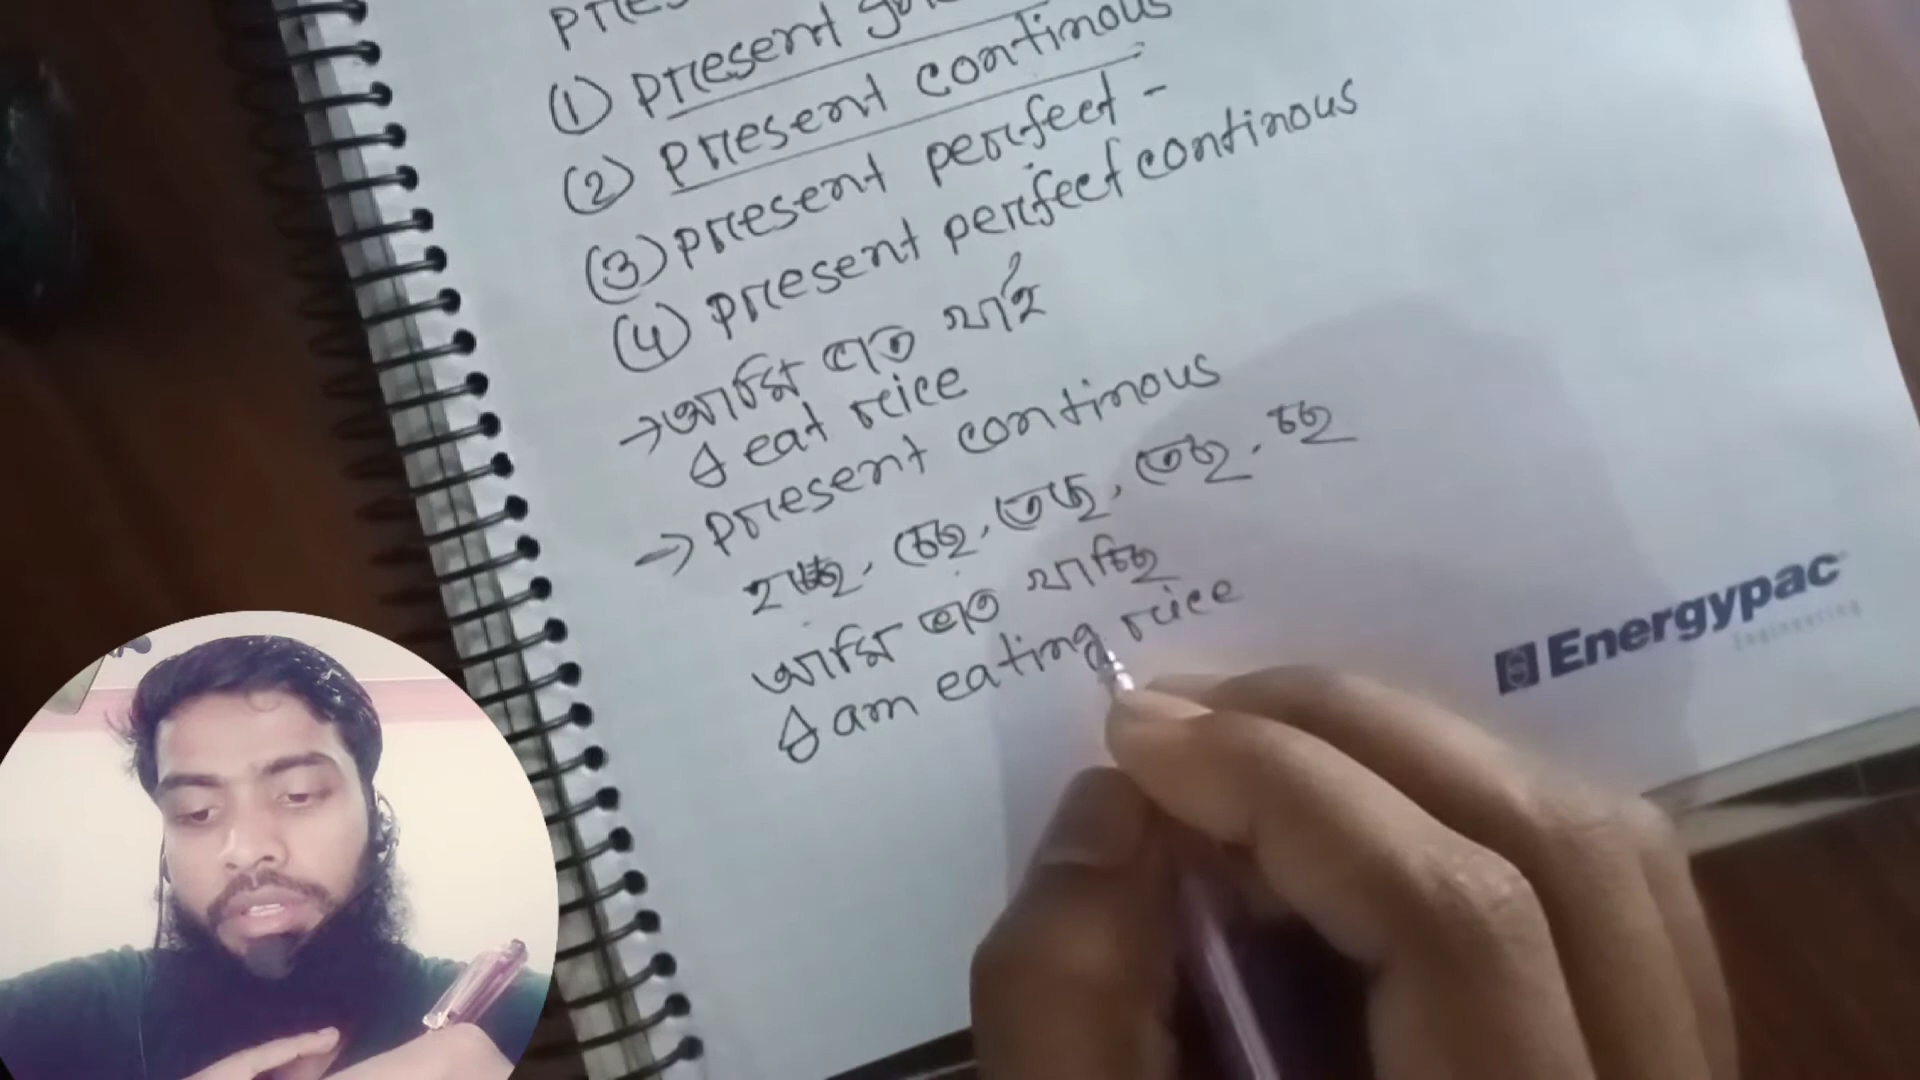 (1) Present
(2) Present continous
(3) Present perfect -
(4) Present perfect continous
→ আমি ভাত খাই
I eat rice
→ Present continous
তেছে, তেছ, ছে
আমি ভাত খাচ্ছি
I am eating rice
Energypac
Engineering